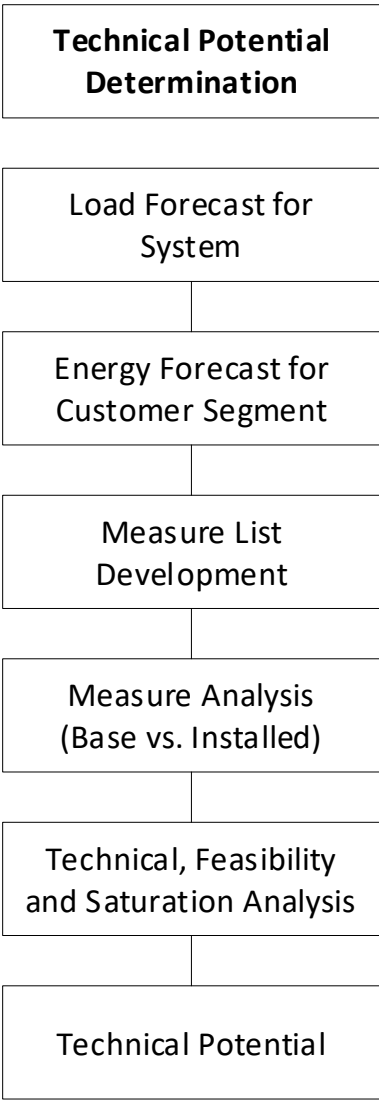 Technical Potential
Determination
Load Forecast for
System
Energy Forecast for
Customer Segment
Measure List
Development
Measure Analysis
(Base vs. Installed)
Technical, Feasibility
and Saturation Analysis
Technical Potential